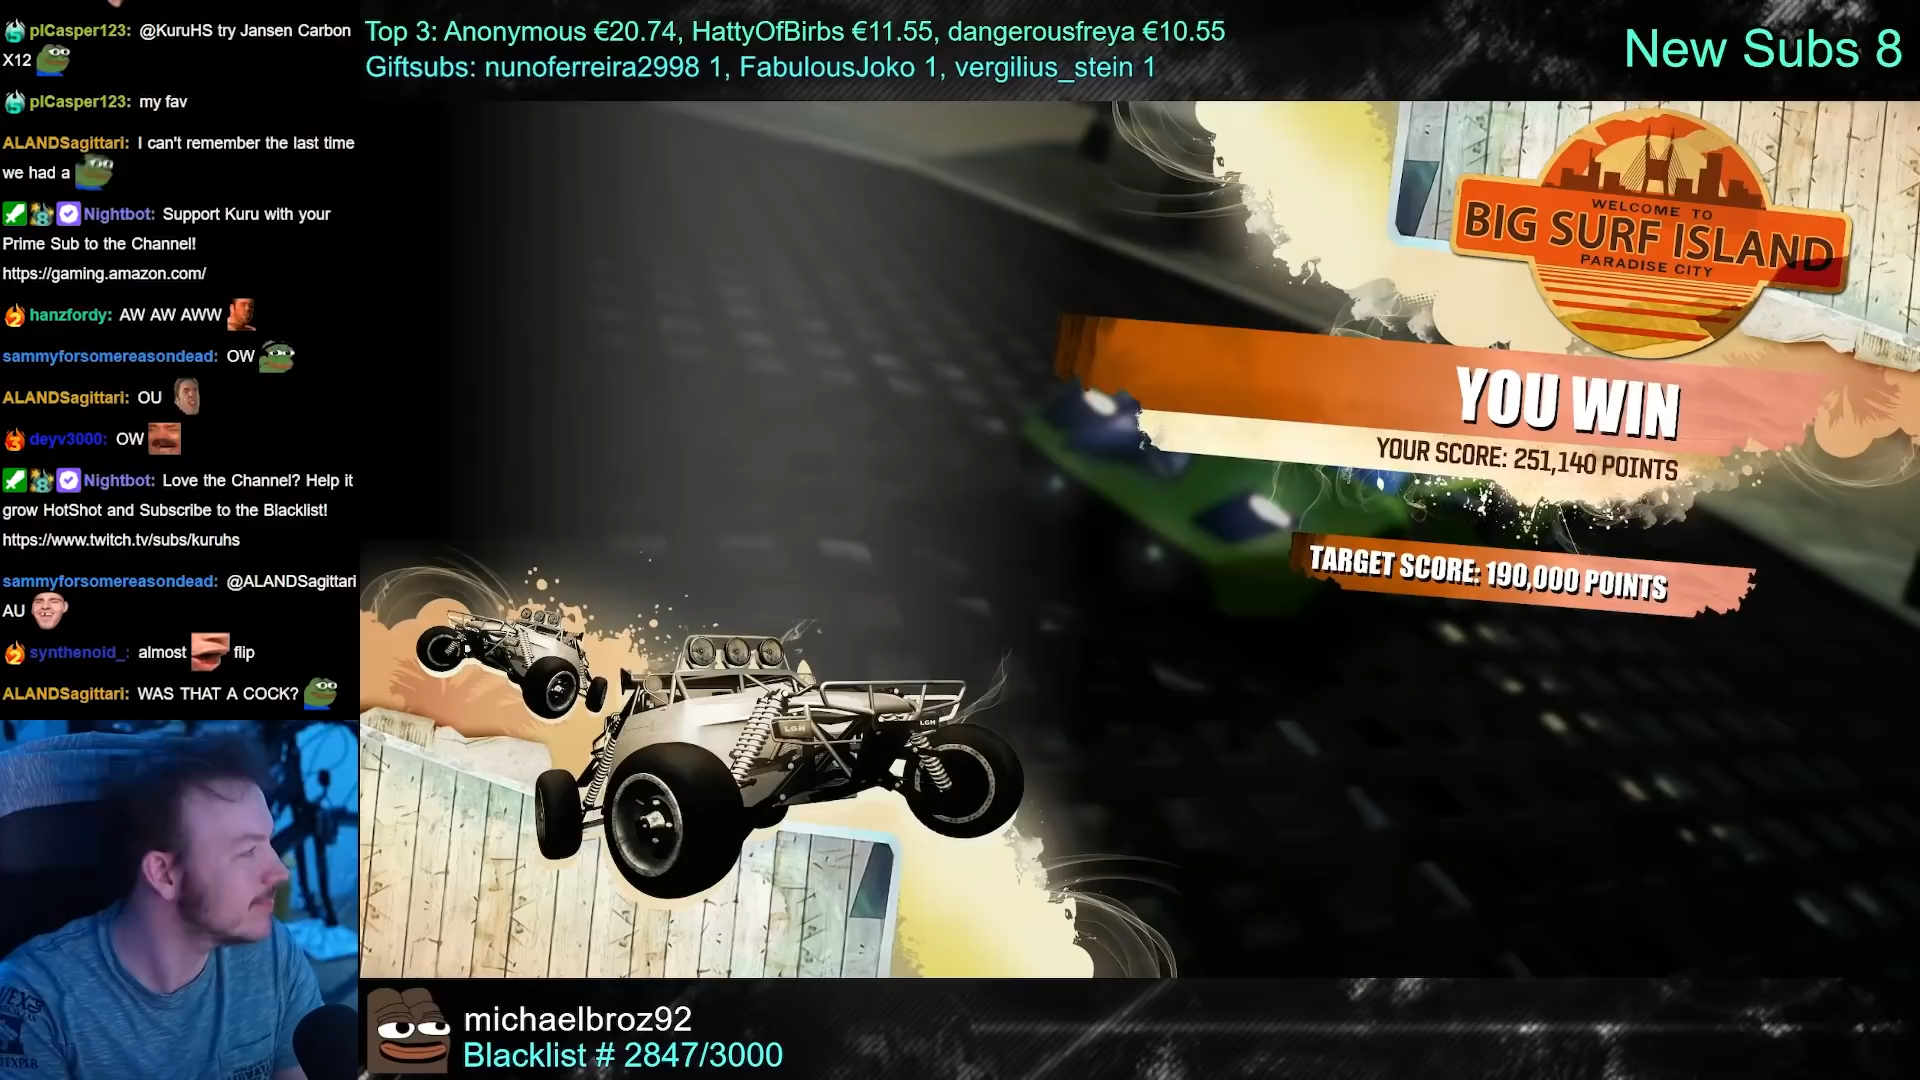 plCasper123: @KuruHS try Jansen Carbon
X12
plCasper123: my fav
ALANDSagittari: I can't remember the last time
we had a
Nightbot: Support Kuru with your
Prime Sub to the Channel!
https://gaming.amazon.com/
hanzfordy: AW AW AWW
sammyforsomereasondead: OW
ALANDSagittari: OU
deyv3000: OW
Nightbot: Love the Channel? Help it
grow HotShot and Subscribe to the Blacklist!
https://www.twitch.tv/subs/kuruhs
sammyforsomereasondead: @ALANDSagittari
AU
synthenoid_: almost flip
ALANDSagittari: WAS THAT A COCK?
Top 3: Anonymous €20.74, HattyOfBirbs €11.55, dangerousfreya €10.55
Giftsubs: nunoferreira2998 1, FabulousJoko 1, vergilius_stein 1
New Subs 8
WELCOME TO
BIG SURF ISLAND
PARADISE CITY
YOU WIN
YOUR SCORE: 251,140 POINTS
TARGET SCORE: 190,000 POINTS
LGH
LGH
michaelbroz92
Blacklist # 2847/3000